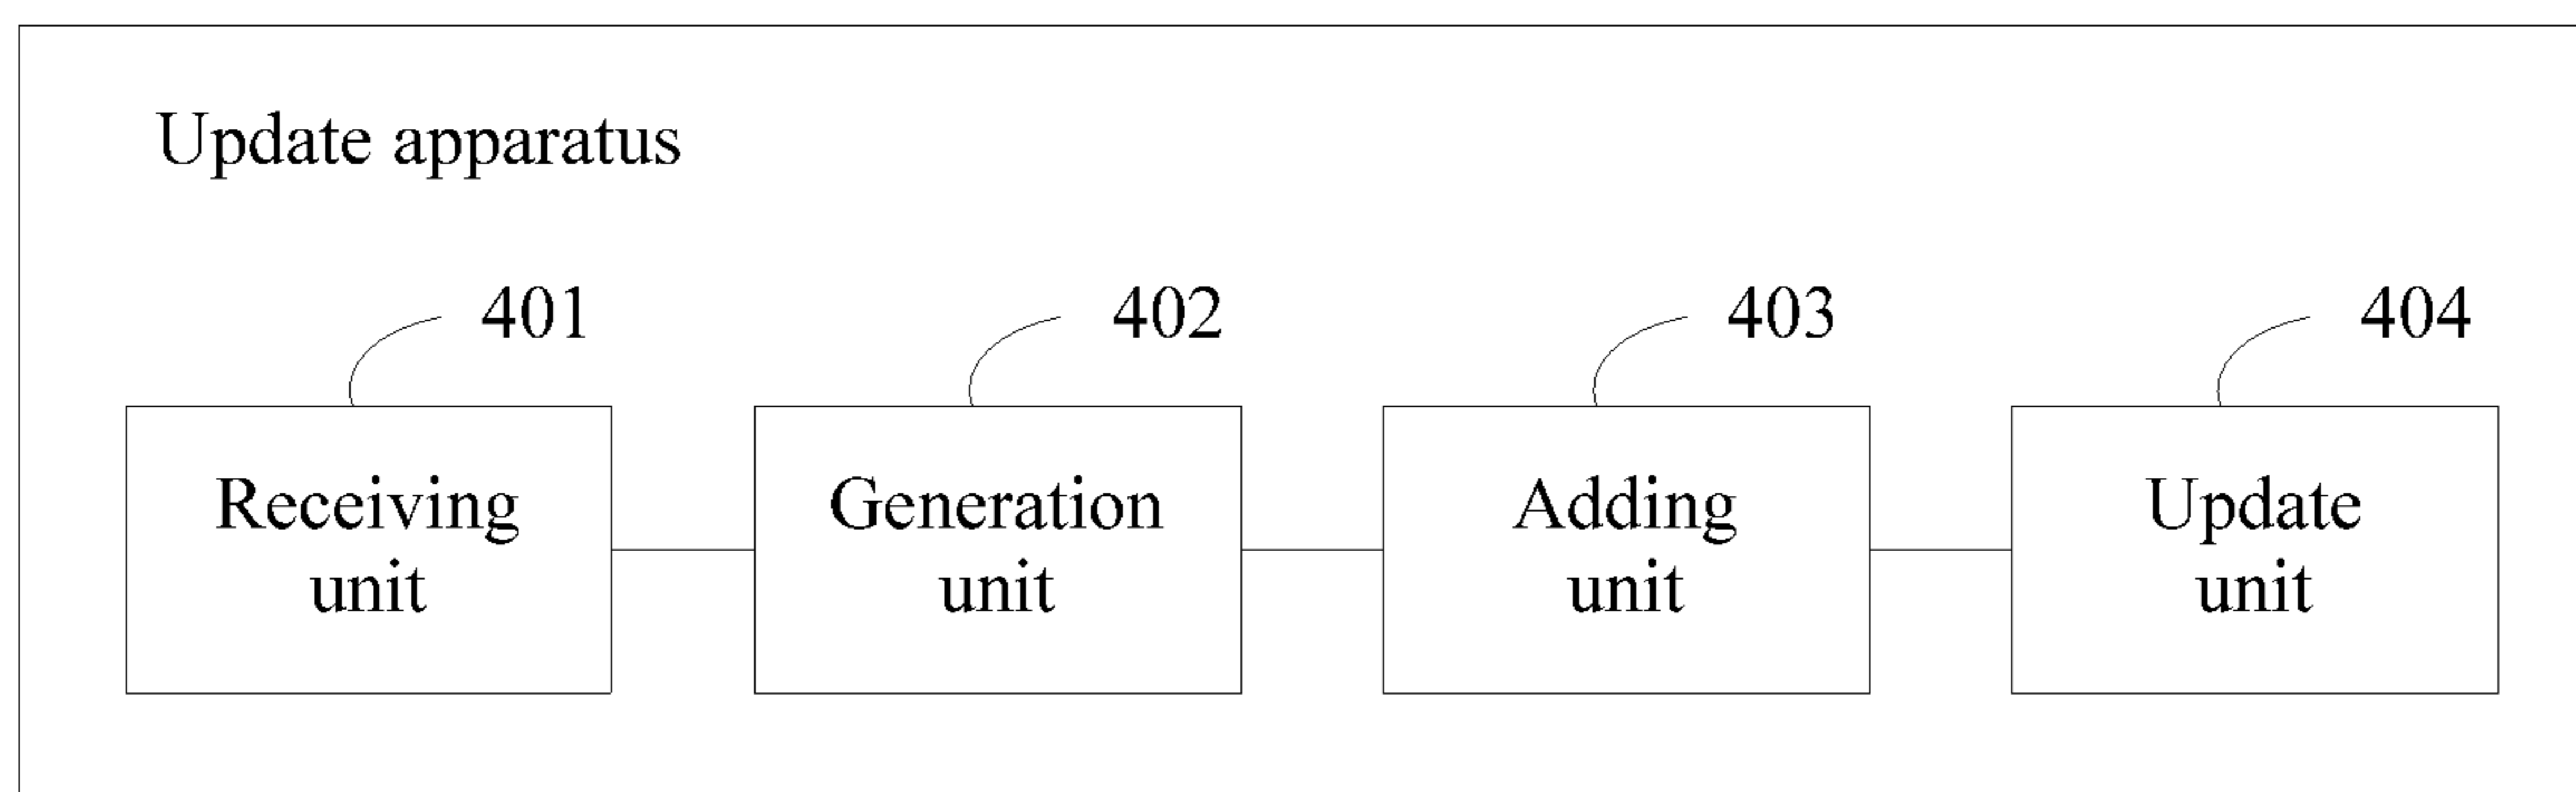 Update apparatus
401
402
403
404
Receiving
unit
Generation
unit
Adding
unit
Update
unit